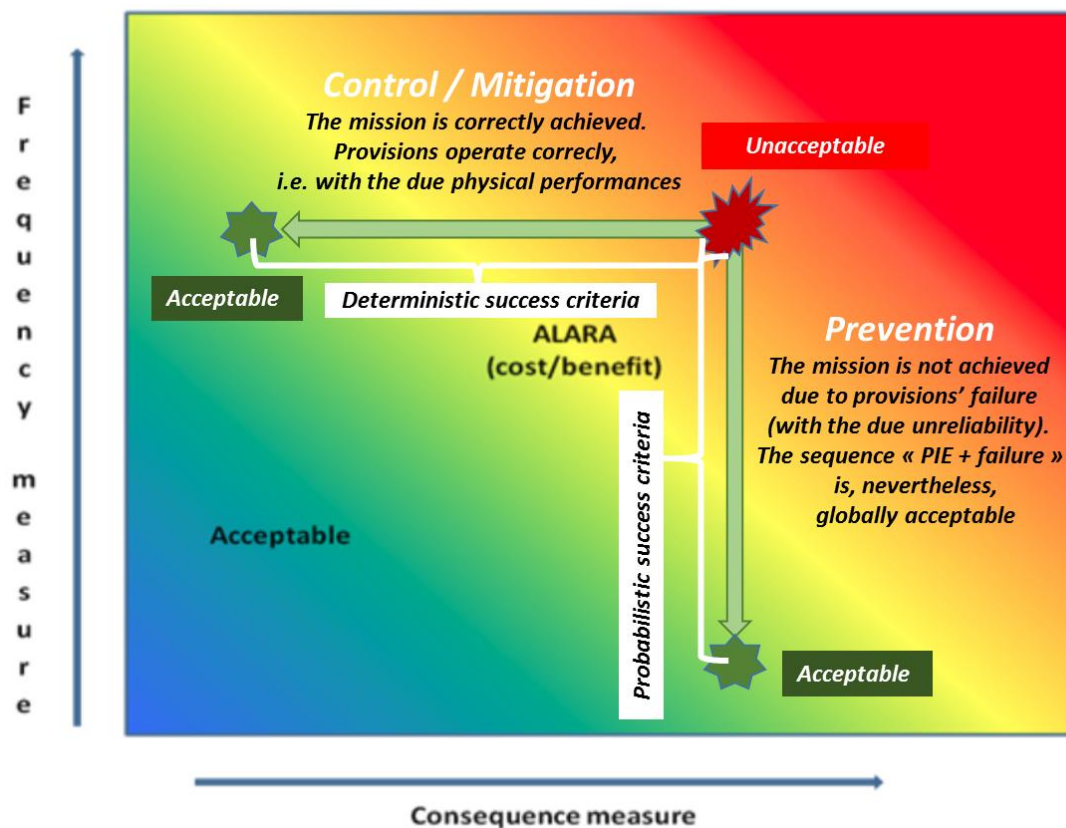 Frequency measure
Control / Mitigation
The mission is correctly achieved.
Provisions operate correcly,
i.e. with the due physical performances
Unacceptable
Acceptable
Deterministic success criteria
ALARA
(cost/benefit)
Prevention
The mission is not achieved
due to provisions' failure
(with the due unreliability).
The sequence « PIE + failure »
is, nevertheless,
globally acceptable
Probabilistic success criteria
Acceptable
Acceptable
Consequence measure